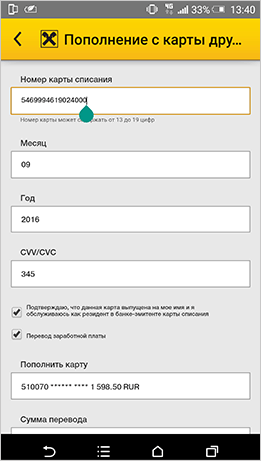 4G 33% 13:40
Пополнение с карты дру...
Номер карты списания
5469994619024000
Номер карты может содержать от 13 до 19 цифр
Месяц
09
Год
2016
CVV/CVC
345
Подтверждаю, что данная карта выпущена на мое имя и я
обслуживаюсь как резидент в банке-эмитенте карты списания
Перевод заработной платы
Пополнить карту
510070 ****** **** 1 598.50 RUR
Сумма перевода